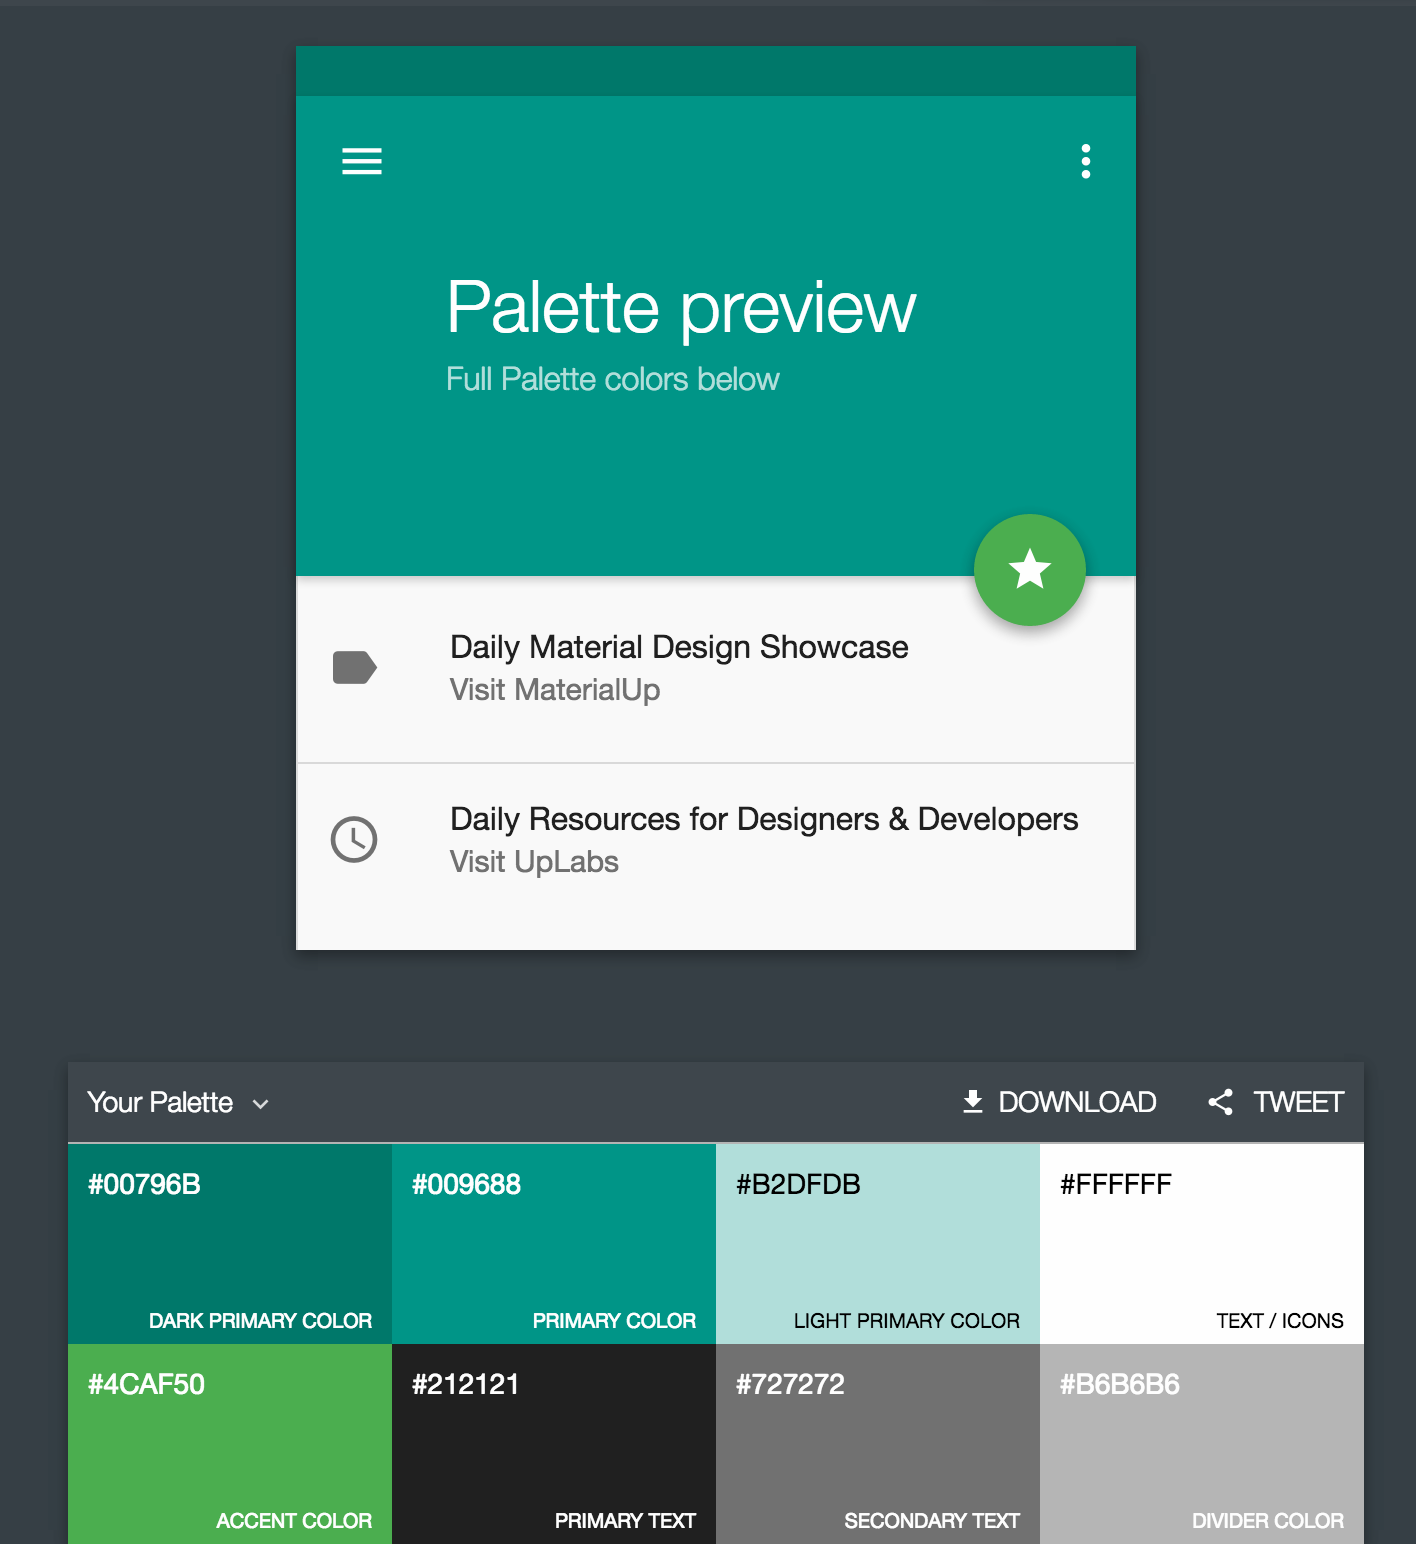 Palette preview
Full Palette colors below
Daily Material Design Showcase
Visit MaterialUp
Daily Resources for Designers & Developers
Visit UpLabs
Your Palette DOWNLOAD TWEET
#00796B #009688 #B2DFDB #FFFFFF
DARK PRIMARY COLOR PRIMARY COLOR LIGHT PRIMARY COLOR TEXT / ICONS
#4CAF50 #212121 #727272 #B6B6B6
ACCENT COLOR PRIMARY TEXT SECONDARY TEXT DIVIDER COLOR